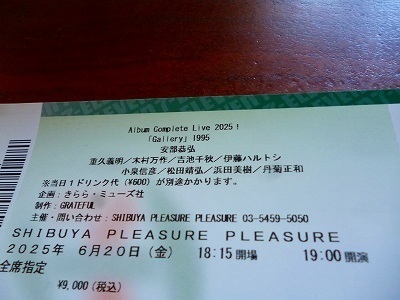 Album Complete Live 2025！
「Gallery」1995
安部恭弘
重久義明／木村万作／吉池千秋／伊藤ハルトシ
小泉信彦／松田靖弘／浜田美樹／丹菊正和
※当日１ドリンク代（¥600）が別途かかります。
企画：きらら・ミューズ社
制作：GRATEFUL
主催・問い合わせ：SHIBUYA PLEASURE PLEASURE 03-5459-5050
SHIBUYA PLEASURE PLEASURE
2025年 6月20日（金） 18:15開場 19:00開演
全席指定
¥9,000(税込)